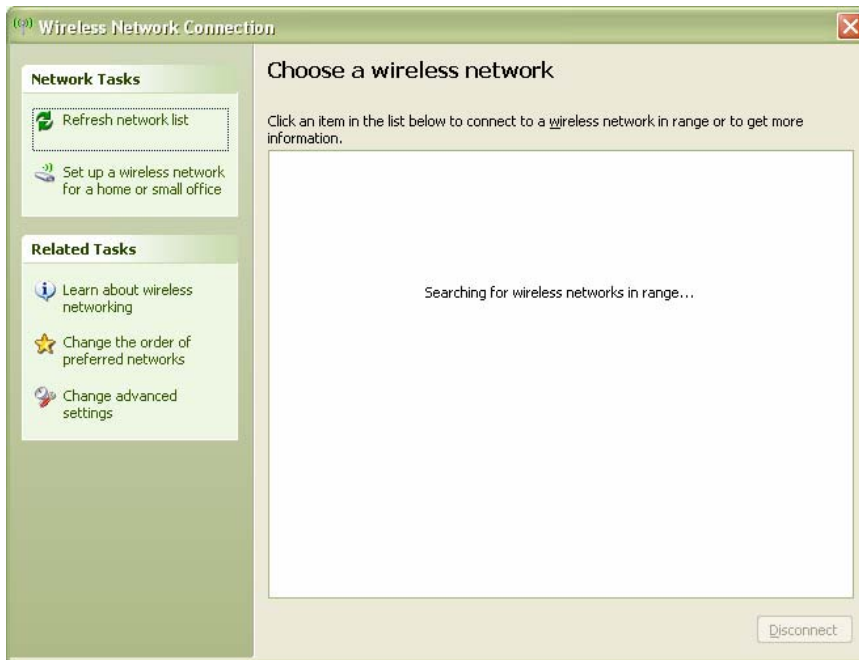 Wireless Network Connection
Network Tasks
Refresh network list
Set up a wireless network
for a home or small office
Related Tasks
Learn about wireless
networking
Change the order of
preferred networks
Change advanced
settings
Choose a wireless network
Click an item in the list below to connect to a wireless network in range or to get more
information.
Searching for wireless networks in range...
Disconnect